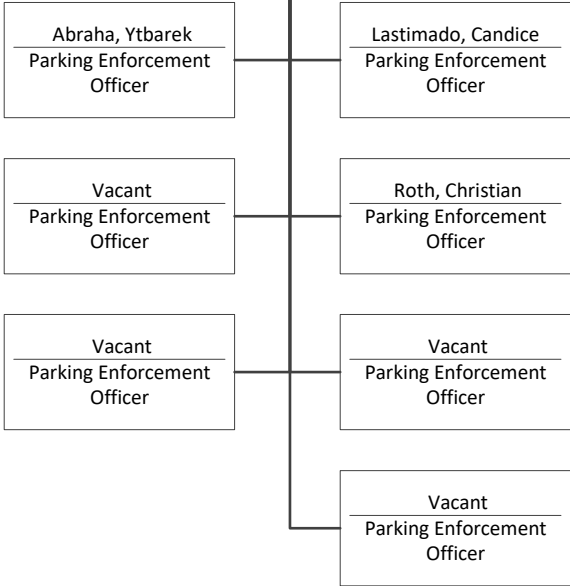 Abraha, Ytbarek
Parking Enforcement
Officer
Lastimado, Candice
Parking Enforcement
Officer
Vacant
Parking Enforcement
Officer
Roth, Christian
Parking Enforcement
Officer
Vacant
Parking Enforcement
Officer
Vacant
Parking Enforcement
Officer
Vacant
Parking Enforcement
Officer